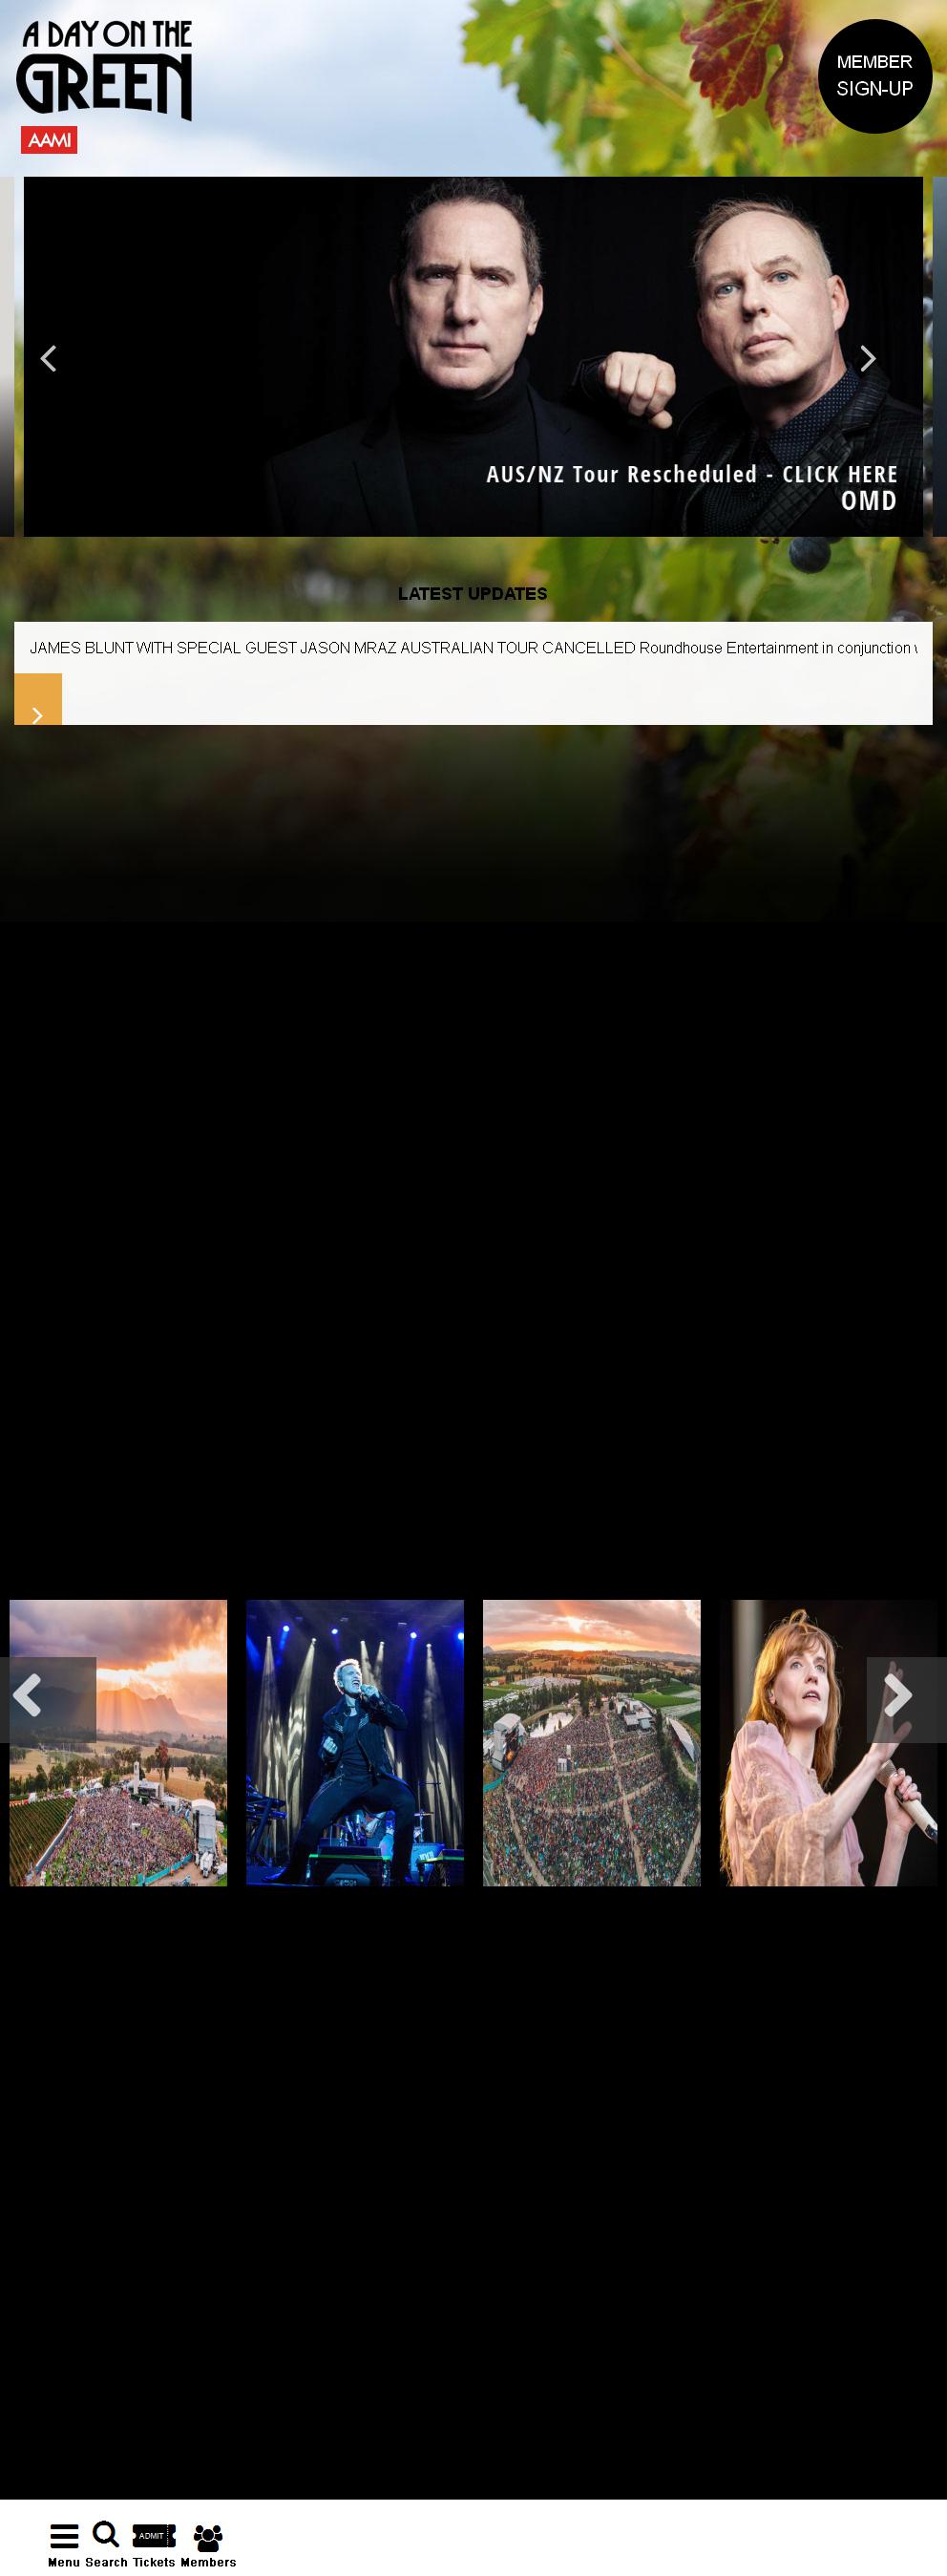 A DAY ON THE
GREEN
AAMI
MEMBER
SIGN-UP
AUS/NZ Tour Rescheduled - CLICK HERE
OMD
LATEST UPDATES
JAMES BLUNT WITH SPECIAL GUEST JASON MRAZ AUSTRALIAN TOUR CANCELLED Roundhouse Entertainment in conjunction
ADMIT
Menu Search Tickets Members